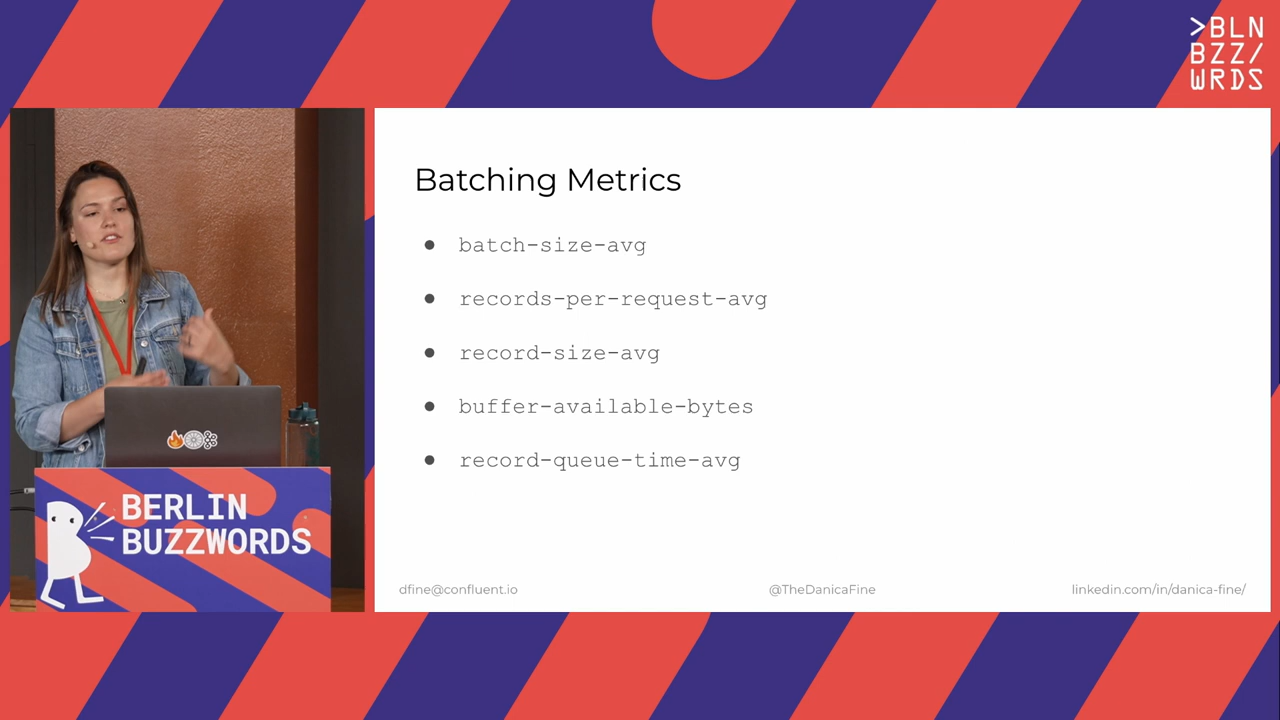 >BLN
BZZ/
WRDS
Batching Metrics
● batch-size-avg
● records-per-request-avg
● record-size-avg
● buffer-available-bytes
● record-queue-time-avg
BERLIN
BUZZWORDS
dfine@confluent.io
@TheDanicaFine
linkedin.com/in/danica-fine/